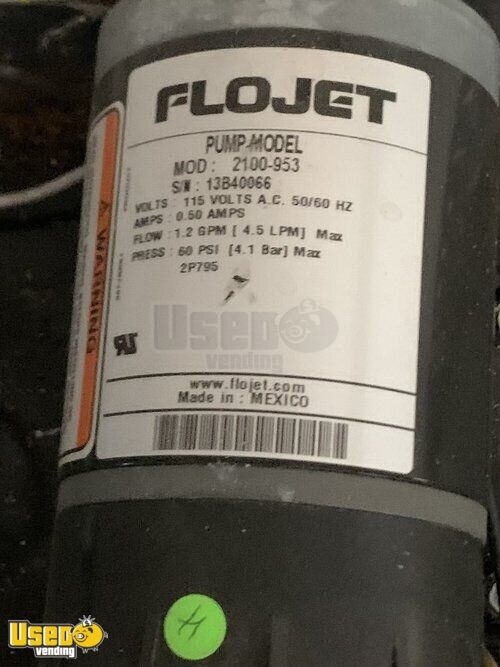 FLOJET
PUMP-MODEL
MOD: 2100-953
S/N: 13B40066
VOLTS: 115 VOLTS A.C. 50/60 HZ
AMPS: 0.50 AMPS
FLOW: 1.2 GPM [ 4.5 LPM] Max
PRESS: 60 PSI [4.1 Bar] Max
2P795
WARNING
Used
vending
www.flojet.com
Made in : MEXICO
H
Used
vending